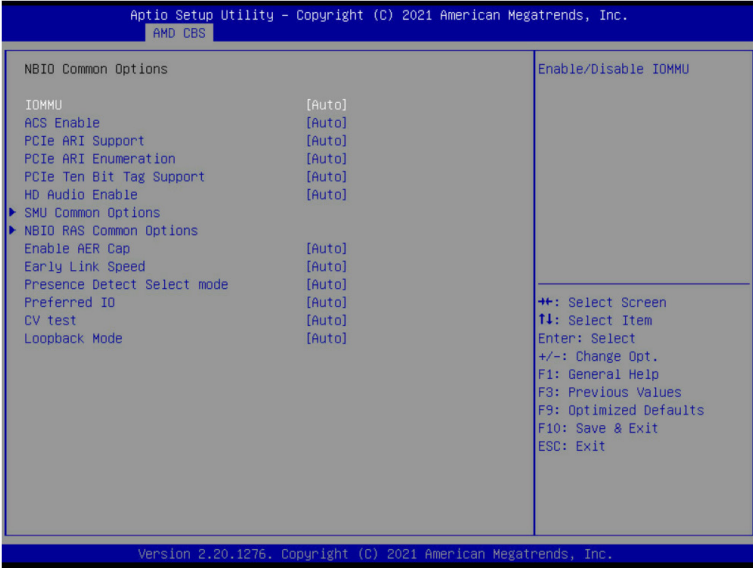 Aptio Setup Utility – Copyright (C) 2021 American Megatrends, Inc.
AMD CBS
NBIO Common Options
Enable/Disable IOMMU
IOMMU [Auto]
ACS Enable [Auto]
PCIe ARI Support [Auto]
PCIe ARI Enumeration [Auto]
PCIe Ten Bit Tag Support [Auto]
HD Audio Enable [Auto]
SMU Common Options
NBIO RAS Common Options
Enable AER Cap [Auto]
Early Link Speed [Auto]
Presence Detect Select mode [Auto]
Preferred IO [Auto]
CV test [Auto]
Loopback Mode [Auto]
→←: Select Screen
↑↓: Select Item
Enter: Select
+/-: Change Opt.
F1: General Help
F3: Previous Values
F9: Optimized Defaults
F10: Save & Exit
ESC: Exit
Version 2.20.1276. Copyright (C) 2021 American Megatrends, Inc.